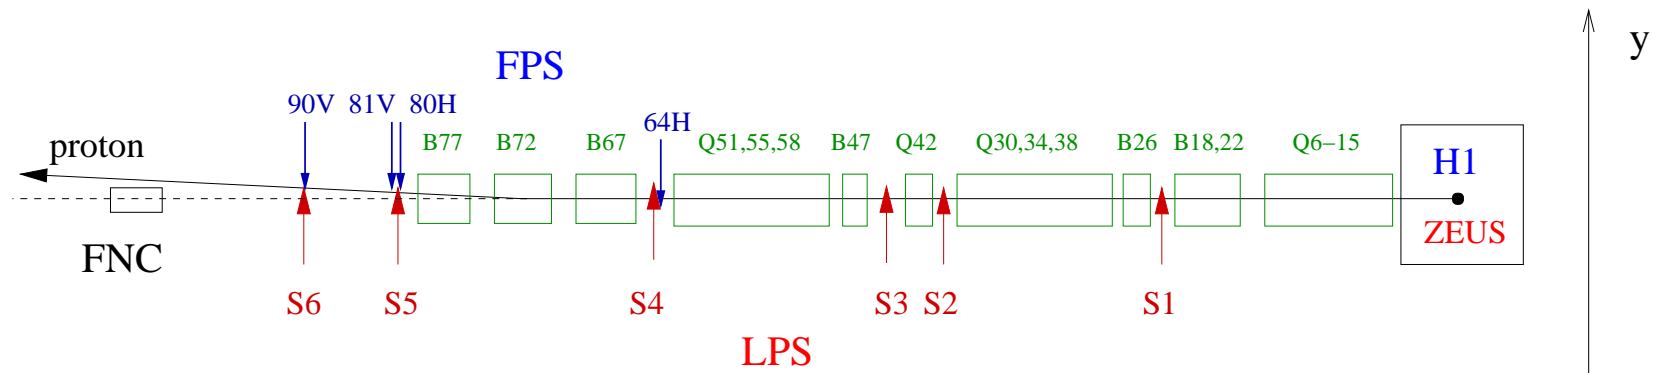 FPS
y
90V 81V 80H
64H
proton
B77 B72 B67 Q51,55,58 B47 Q42 Q30,34,38 B26 B18,22 Q6−15
H1
ZEUS
FNC
S6 S5 S4 S3 S2 S1
LPS